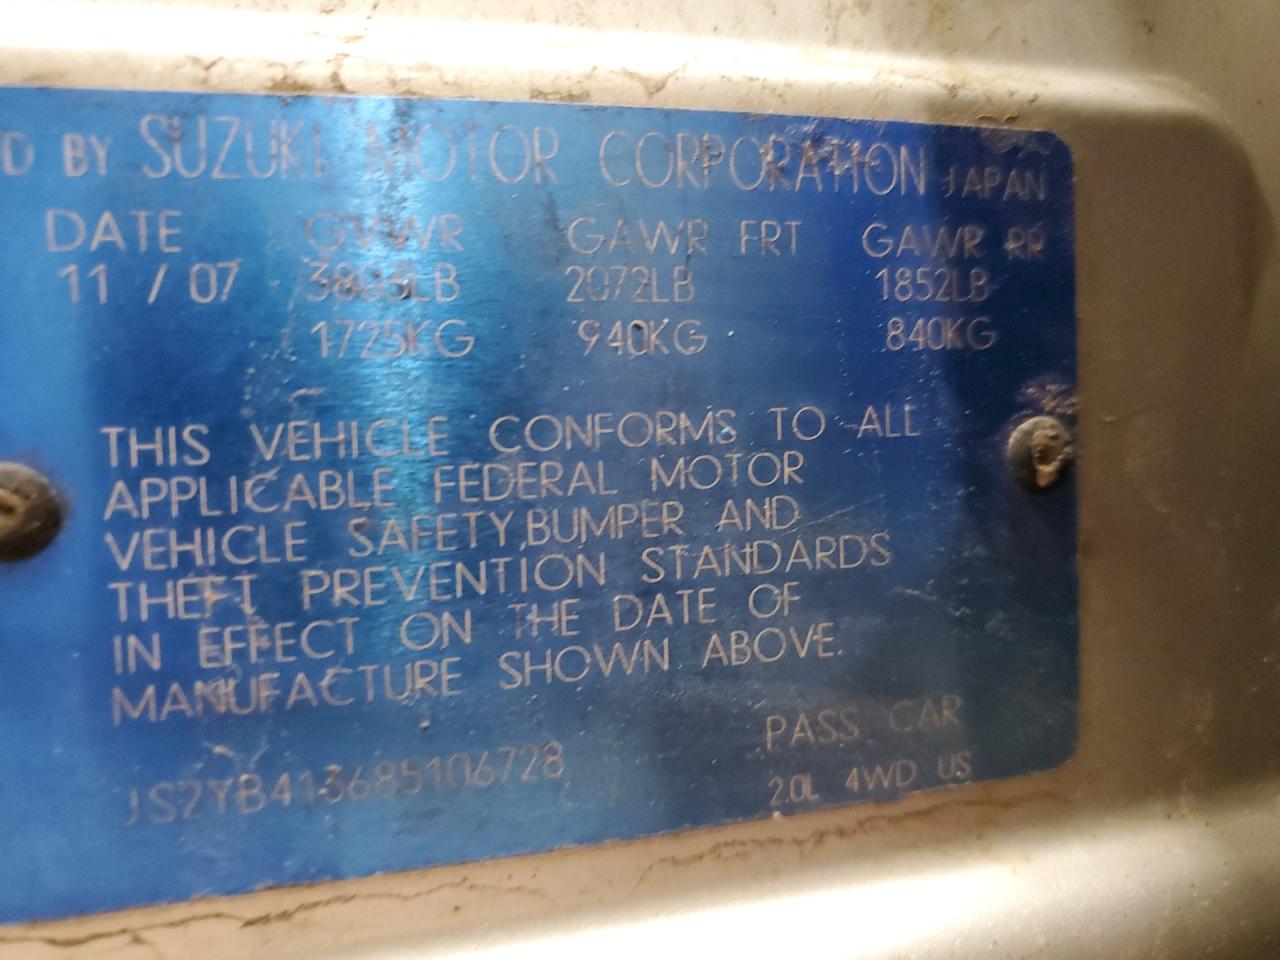 D BY SUZUKI MOTOR CORPORATION JAPAN
DATE GVWR GAWR FRT GAWR RR
11 / 07 3803LB 2072LB 1852LB
1725KG 940KG 840KG
THIS VEHICLE CONFORMS TO ALL
APPLICABLE FEDERAL MOTOR
VEHICLE SAFETY,BUMPER AND
THEFT PREVENTION STANDARDS
IN EFFECT ON THE DATE OF
MANUFACTURE SHOWN ABOVE.
JS2YB413685106728
PASS CAR
2.0L 4WD US